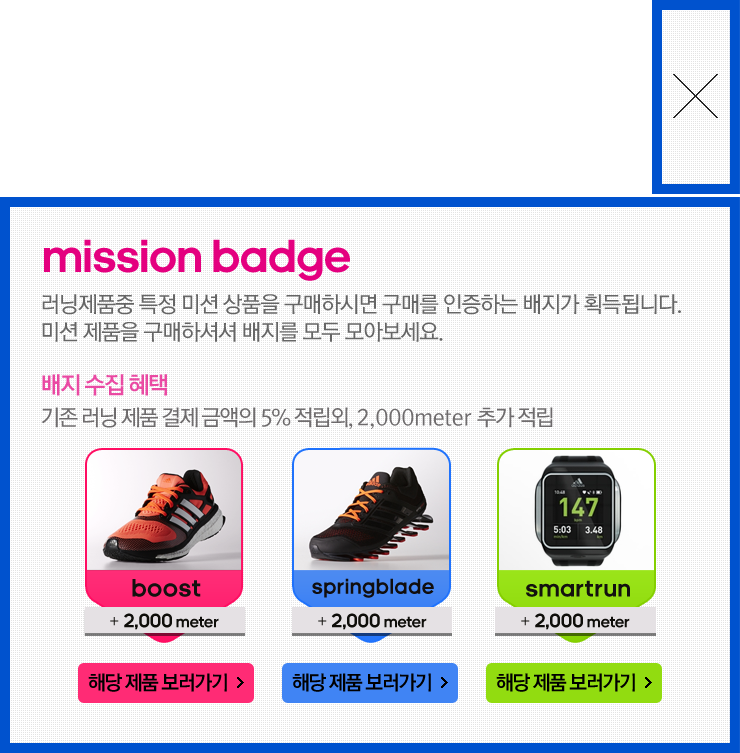 mission badge
러닝제품중 특정 미션 상품을 구매하시면 구매를 인증하는 배지가 획득됩니다.
미션 제품을 구매하셔셔 배지를 모두 모아보세요.
배지 수집 혜택
기존 러닝 제품 결제 금액의 5% 적립외, 2,000meter 추가 적립
147
5:03 3.48
boost springblade smartrun
+ 2,000 meter + 2,000 meter + 2,000 meter
해당 제품 보러가기 > 해당 제품 보러가기 > 해당 제품 보러가기 >